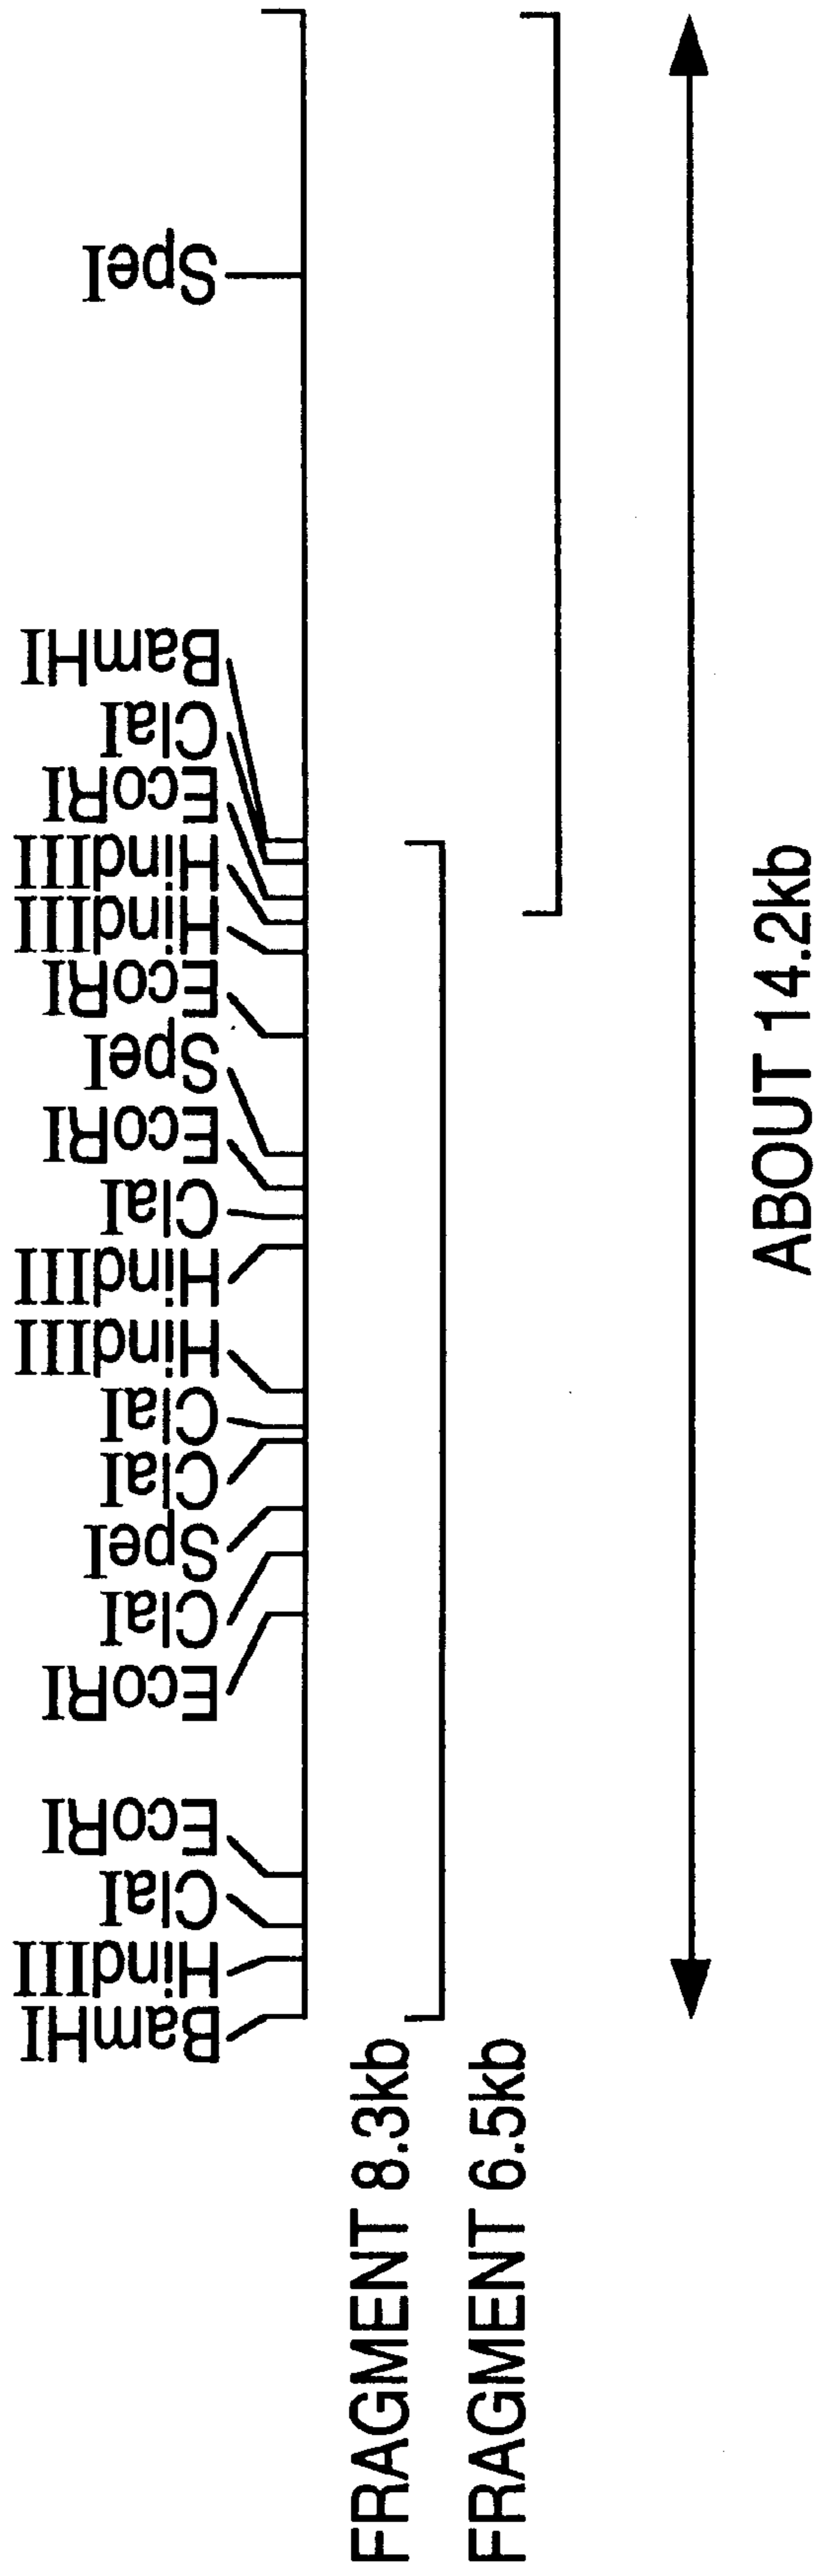 BamHI
HindIII
ClaI
EcoRI
EcoRI
ClaI
SpeI
ClaI
ClaI
HindIII
HindIII
ClaI
EcoRI
SpeI
EcoRI
HindIII
HindIII
EcoRI
ClaI
BamHI
SpeI
FRAGMENT 8.3kb
FRAGMENT 6.5kb
ABOUT 14.2kb